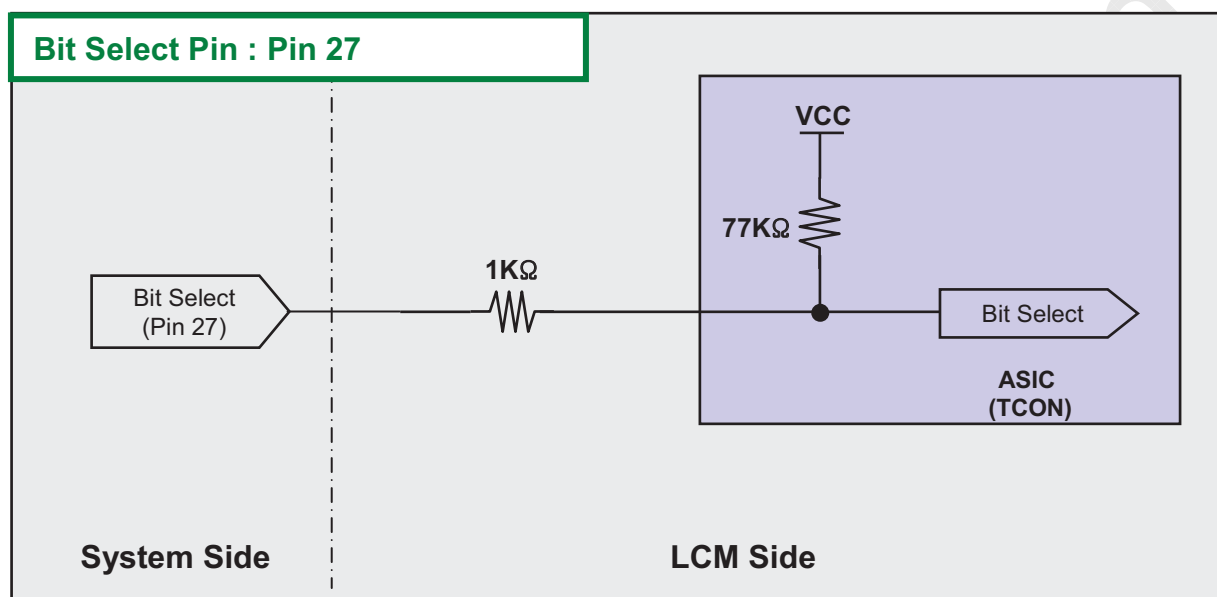 Bit Select Pin : Pin 27
VCC
77KΩ
1KΩ
Bit Select
(Pin 27)
Bit Select
ASIC
(TCON)
System Side
LCM Side